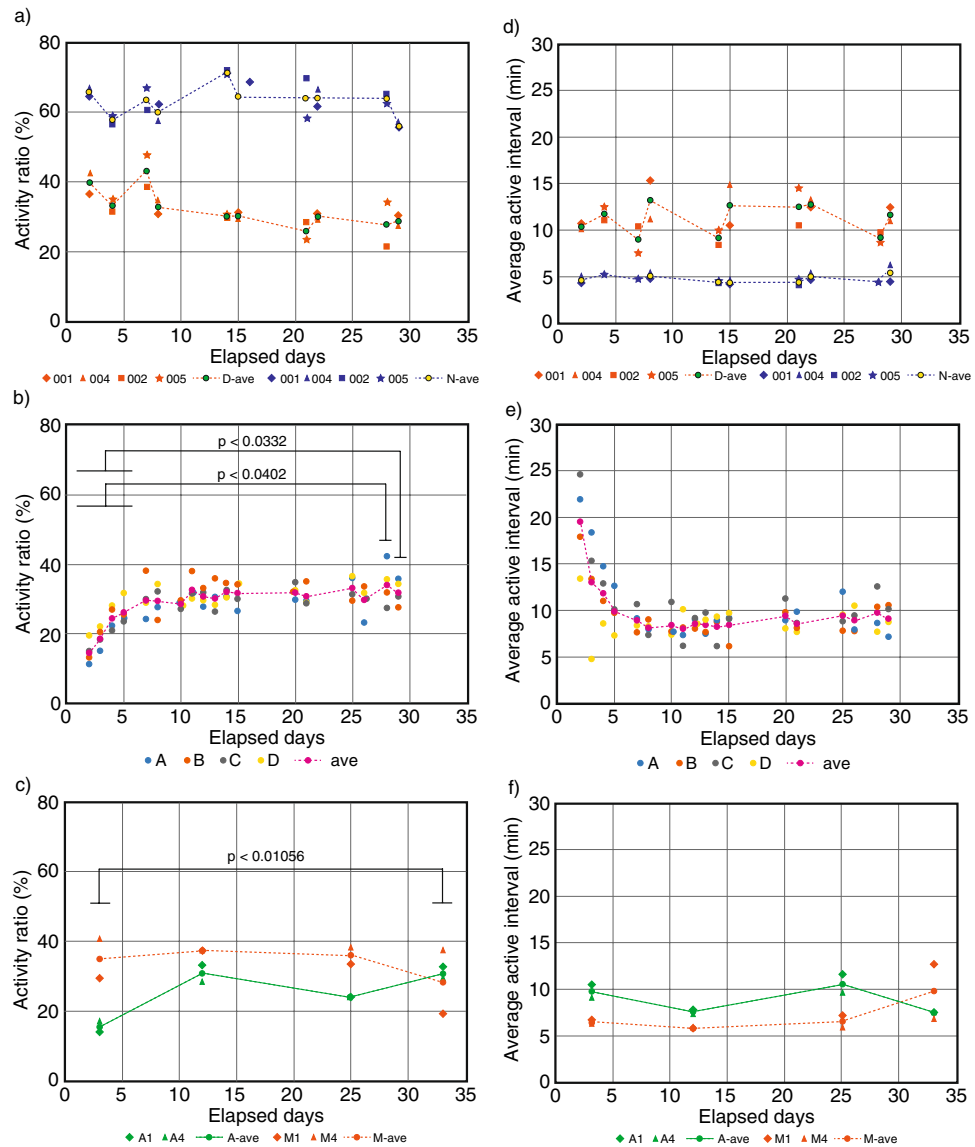 a)
80
60
40
20
0
Activity ratio (%)
0 5 10 15 20 25 30 35
Elapsed days
001 004 002 005 D-ave 001 004 002 005 N-ave
d)
30
25
20
15
10
5
0
Average active interval (min)
0 5 10 15 20 25 30 35
Elapsed days
001 004 002 005 D-ave 001 004 002 005 N-ave
b)
80
60
40
20
0
Activity ratio (%)
p < 0.0332
p < 0.0402
0 5 10 15 20 25 30 35
Elapsed days
A B C D ave
e)
30
25
20
15
10
5
0
Average active interval (min)
0 5 10 15 20 25 30 35
Elapsed days
A B C D ave
c)
80
60
40
20
0
Activity ratio (%)
p < 0.01056
0 5 10 15 20 25 30 35
Elapsed days
A1 A4 A-ave M1 M4 M-ave
f)
30
25
20
15
10
5
0
Average active interval (min)
0 5 10 15 20 25 30 35
Elapsed days
A1 A4 A-ave M1 M4 M-ave